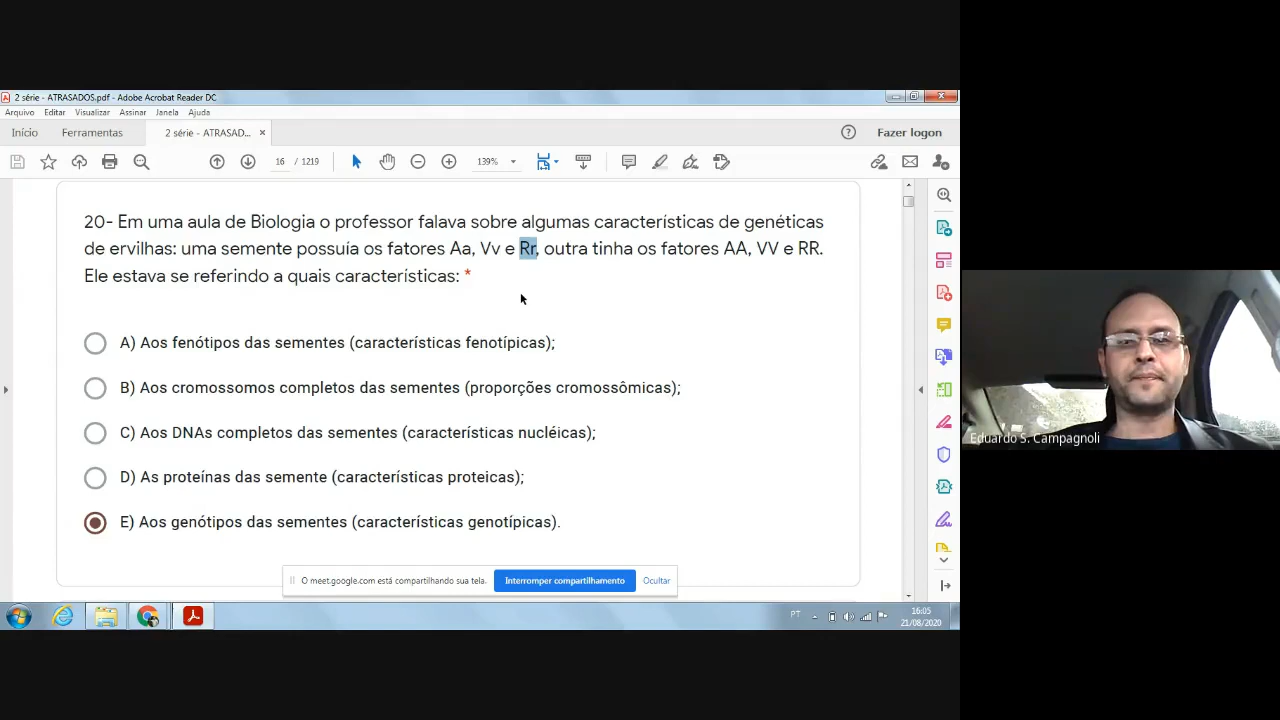 2 série - ATRASADOS.pdf - Adobe Acrobat Reader DC
Arquivo Editar Visualizar Assinar Janela Ajuda
Início Ferramentas 2 série - ATRASAD... × Fazer logon
16 / 1219 139%
20- Em uma aula de Biologia o professor falava sobre algumas características de genéticas
de ervilhas: uma semente possuía os fatores Aa, Vv e Rr, outra tinha os fatores AA, VV e RR.
Ele estava se referindo a quais características: *
A) Aos fenótipos das sementes (características fenotípicas);
B) Aos cromossomos completos das sementes (proporções cromossômicas);
C) Aos DNAs completos das sementes (características nucléicas);
D) As proteínas das semente (características proteicas);
E) Aos genótipos das sementes (características genotípicas).
O meet.google.com está compartilhando sua tela. Interromper compartilhamento Ocultar
PT 16:05
21/08/2020
Eduardo S. Campagnoli